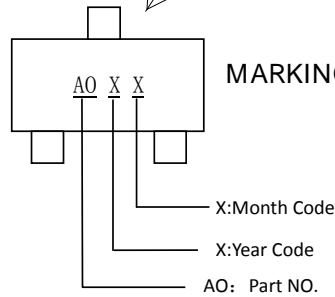 MARKING
AO X X
X:Month Code
X:Year Code
AO: Part NO.